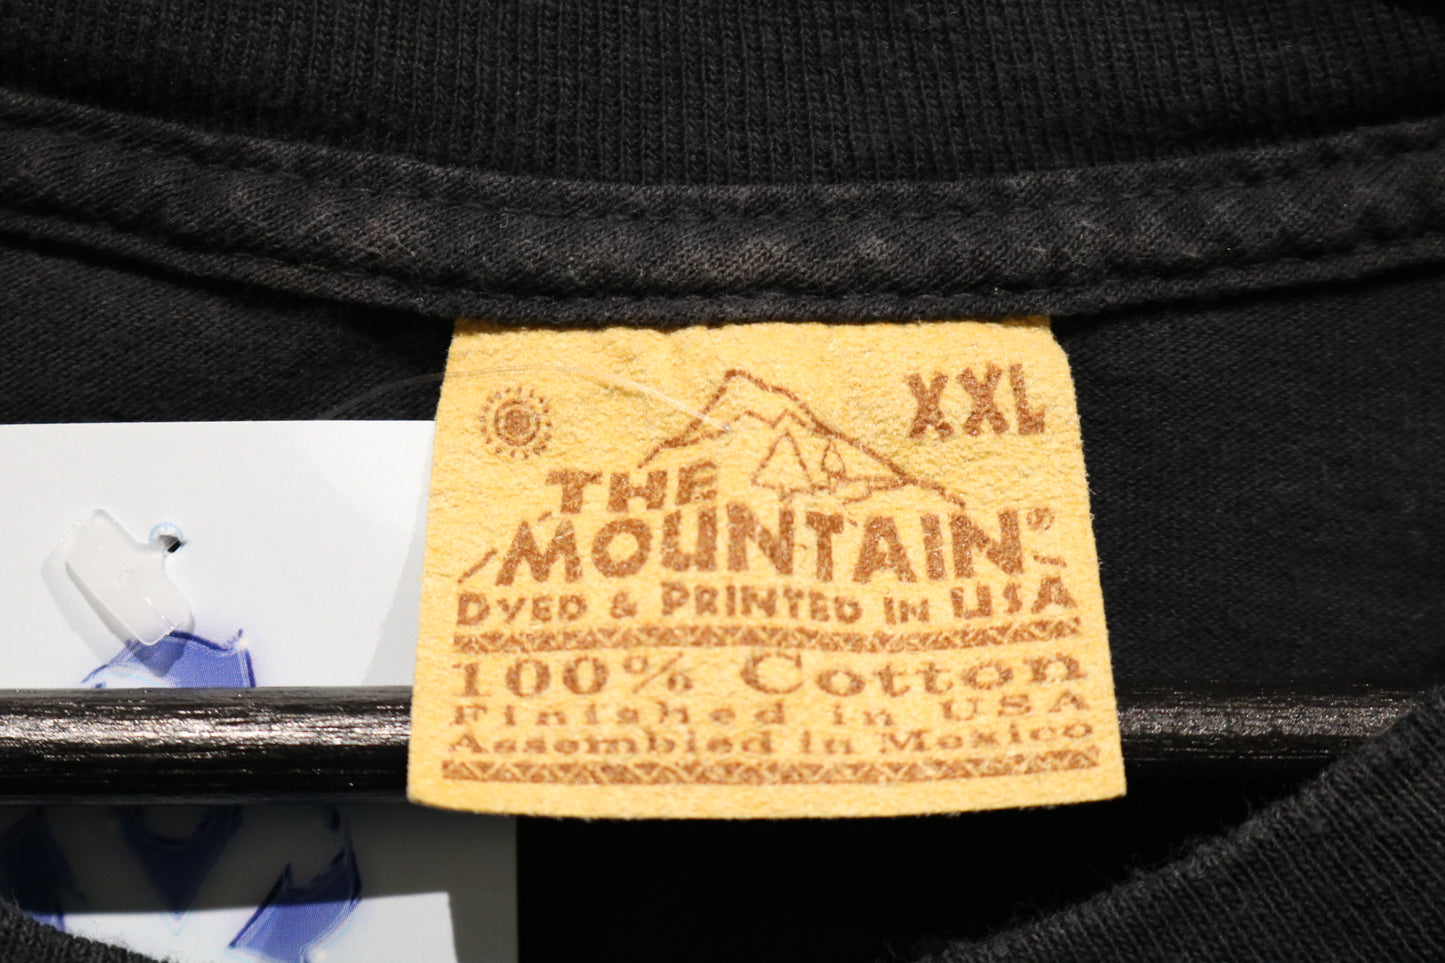 XXL
THE
MOUNTAIN®
DYED & PRINTED IN USA
100% Cotton
Finished in USA
Assembled in Mexico